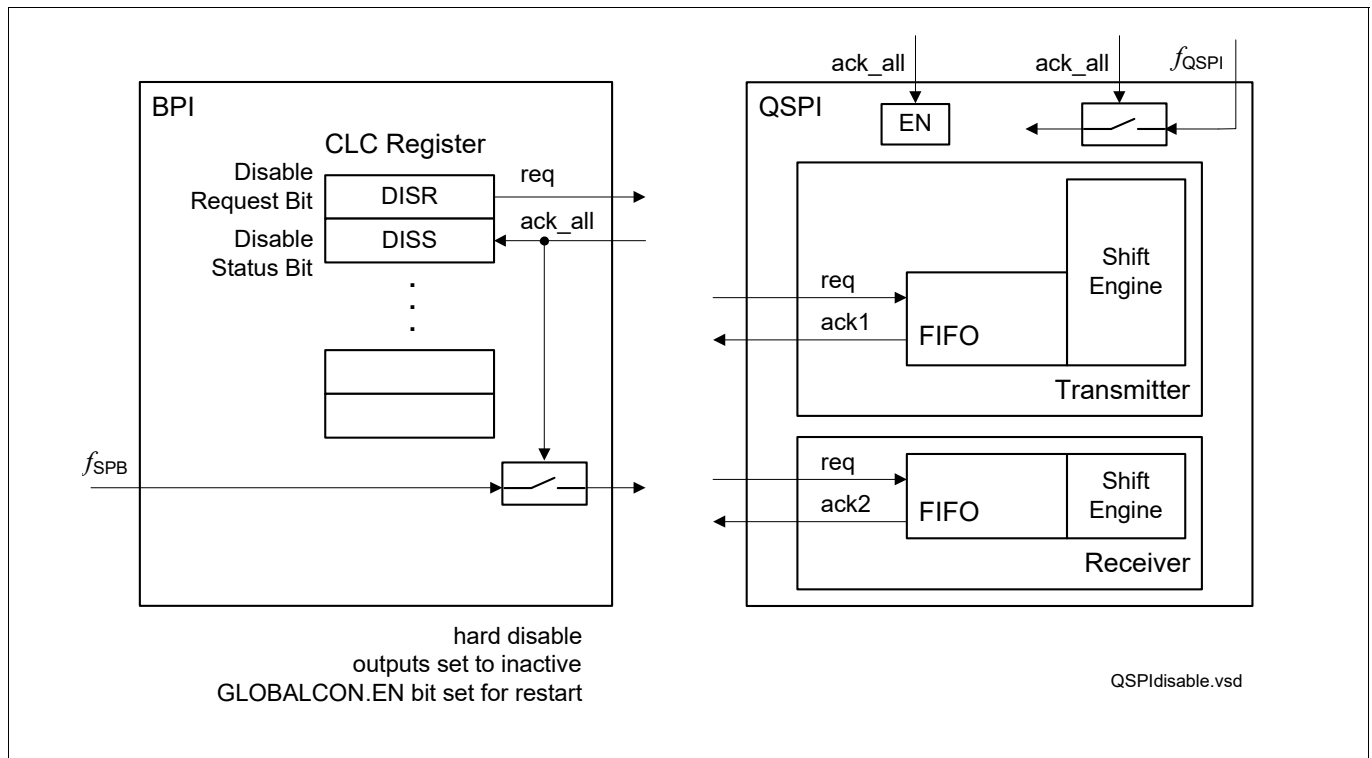 BPI
CLC Register
Disable
Request Bit
DISR
req
Disable
Status Bit
DISS
ack_all
.
.
.
fSPB
hard disable
outputs set to inactive
GLOBALCON.EN bit set for restart
ack_all
ack_all
fQSPI
QSPI
EN
req
ack1
FIFO
Shift
Engine
Transmitter
req
ack2
FIFO
Shift
Engine
Receiver
QSPIdisable.vsd